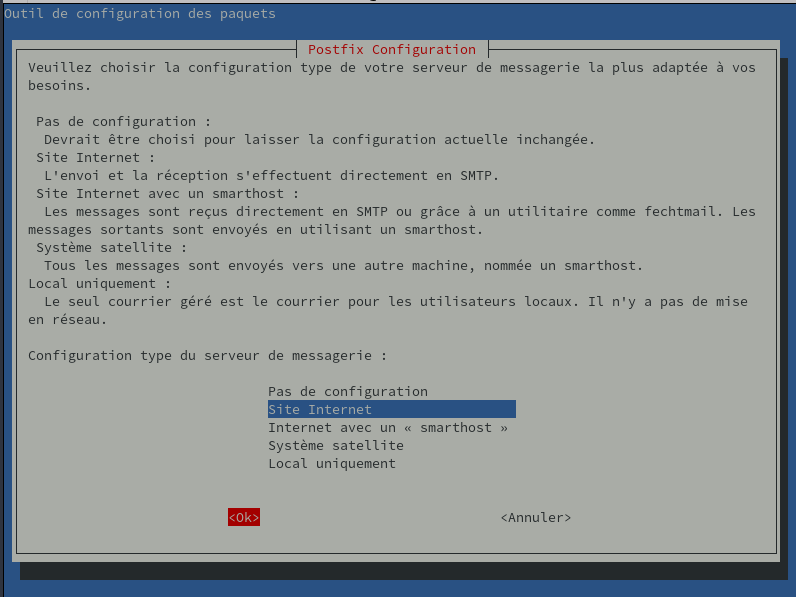 Outil de configuration des paquets
Postfix Configuration
Veuillez choisir la configuration type de votre serveur de messagerie la plus adaptée à vos
besoins.
Pas de configuration :
Devrait être choisi pour laisser la configuration actuelle inchangée.
Site Internet :
L'envoi et la réception s'effectuent directement en SMTP.
Site Internet avec un smarthost :
Les messages sont reçus directement en SMTP ou grâce à un utilitaire comme fechtmail. Les
messages sortants sont envoyés en utilisant un smarthost.
Système satellite :
Tous les messages sont envoyés vers une autre machine, nommée un smarthost.
Local uniquement :
Le seul courrier géré est le courrier pour les utilisateurs locaux. Il n'y a pas de mise
en réseau.
Configuration type du serveur de messagerie :
Pas de configuration
Site Internet
Internet avec un « smarthost »
Système satellite
Local uniquement
<Ok> <Annuler>